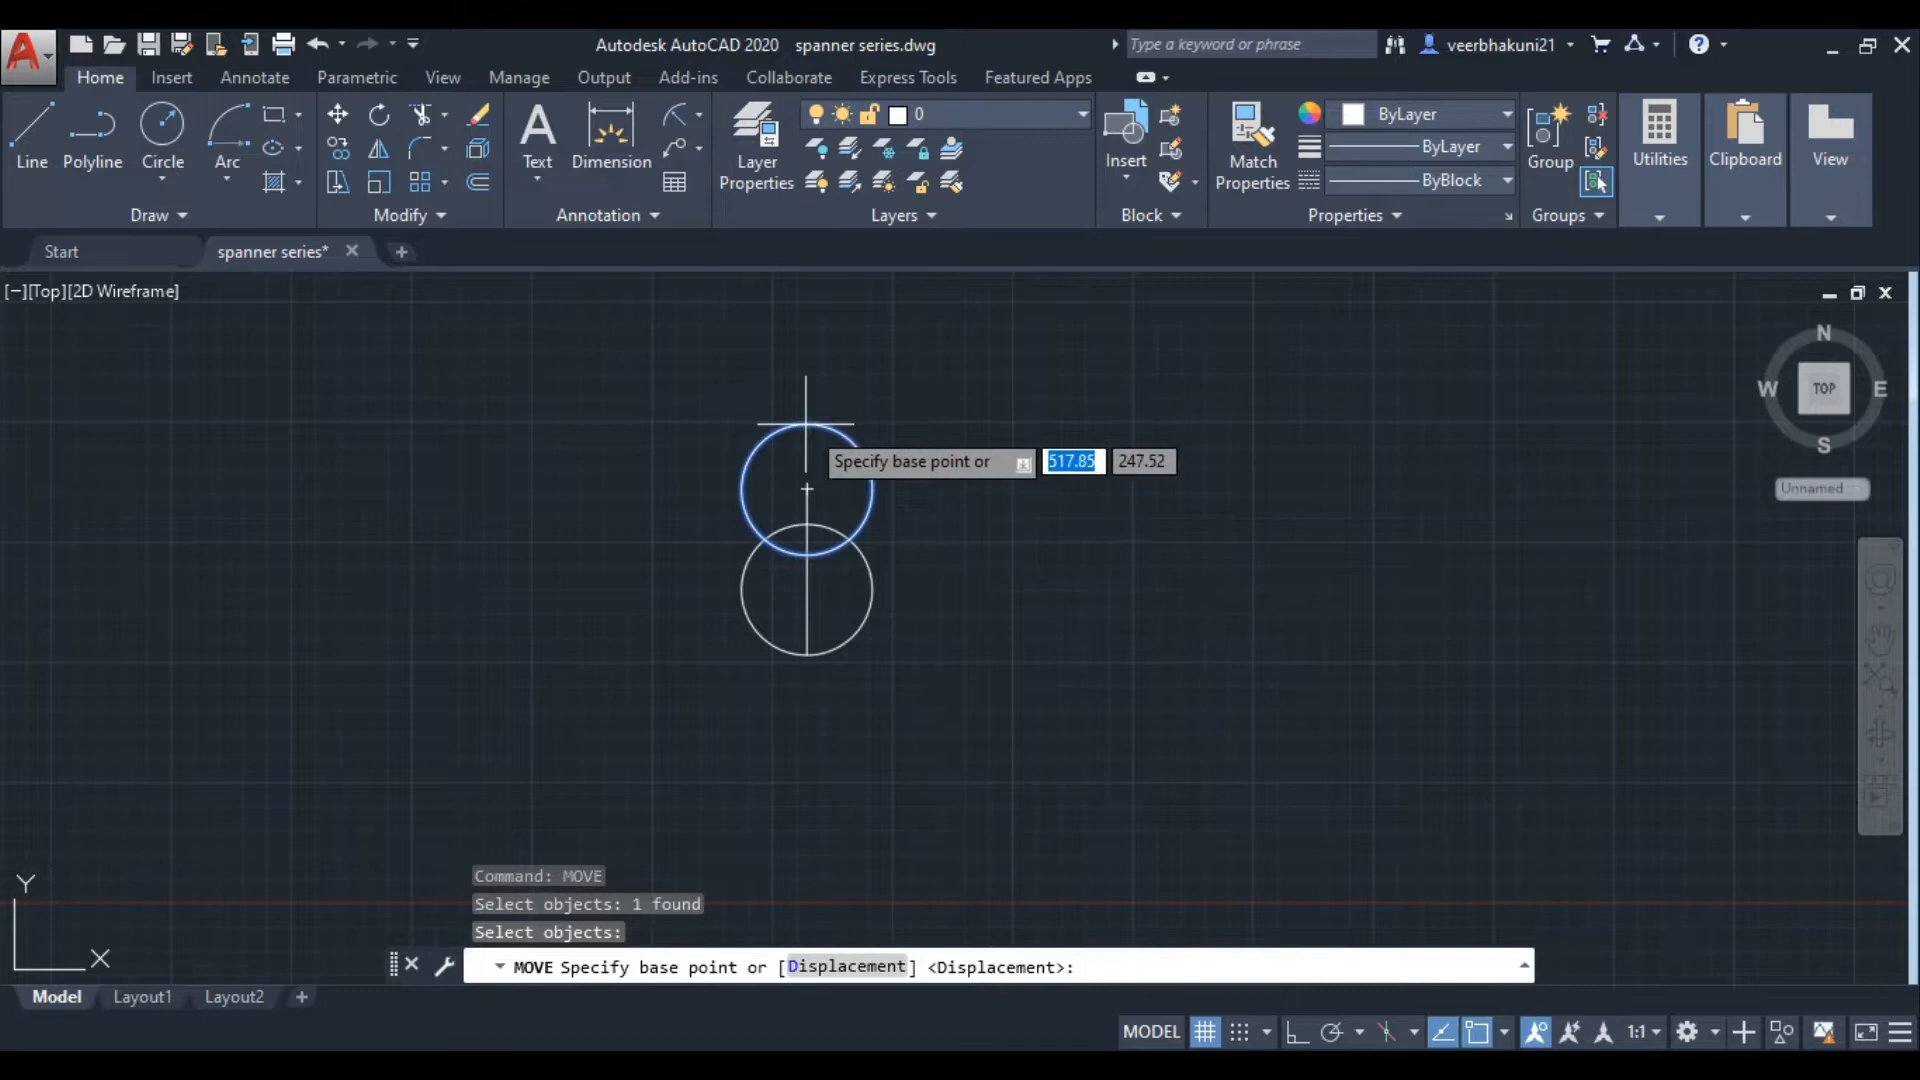 Autodesk AutoCAD 2020 spanner series.dwg
Type a keyword or phrase
veerbhakuni21
Home Insert Annotate Parametric View Manage Output Add-ins Collaborate Express Tools Featured Apps
Line Polyline Circle Arc
Text Dimension
Layer Properties
0
Insert
Match Properties
ByLayer
ByLayer
ByBlock
Group
Utilities Clipboard View
Draw Modify Annotation Layers Block Properties Groups
Start spanner series*
[−][Top][2D Wireframe]
N
W TOP E
S
Unnamed
Specify base point or 517.85 247.52
Command: MOVE
Select objects: 1 found
Select objects:
MOVE Specify base point or [Displacement] <Displacement>:
Y
X
Model Layout1 Layout2
MODEL 1:1